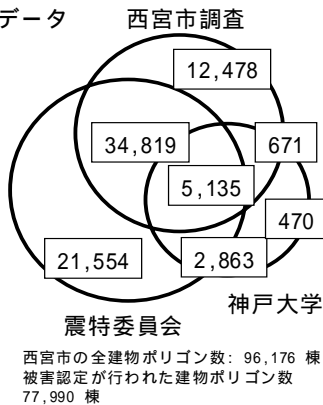 データ
西宮市調査
12,478
34,819
671
5,135
470
21,554
2,863
神戸大学
震特委員会
西宮市の全建物ポリゴン数: 96,176 棟
被害認定が行われた建物ポリゴン数
77,990 棟